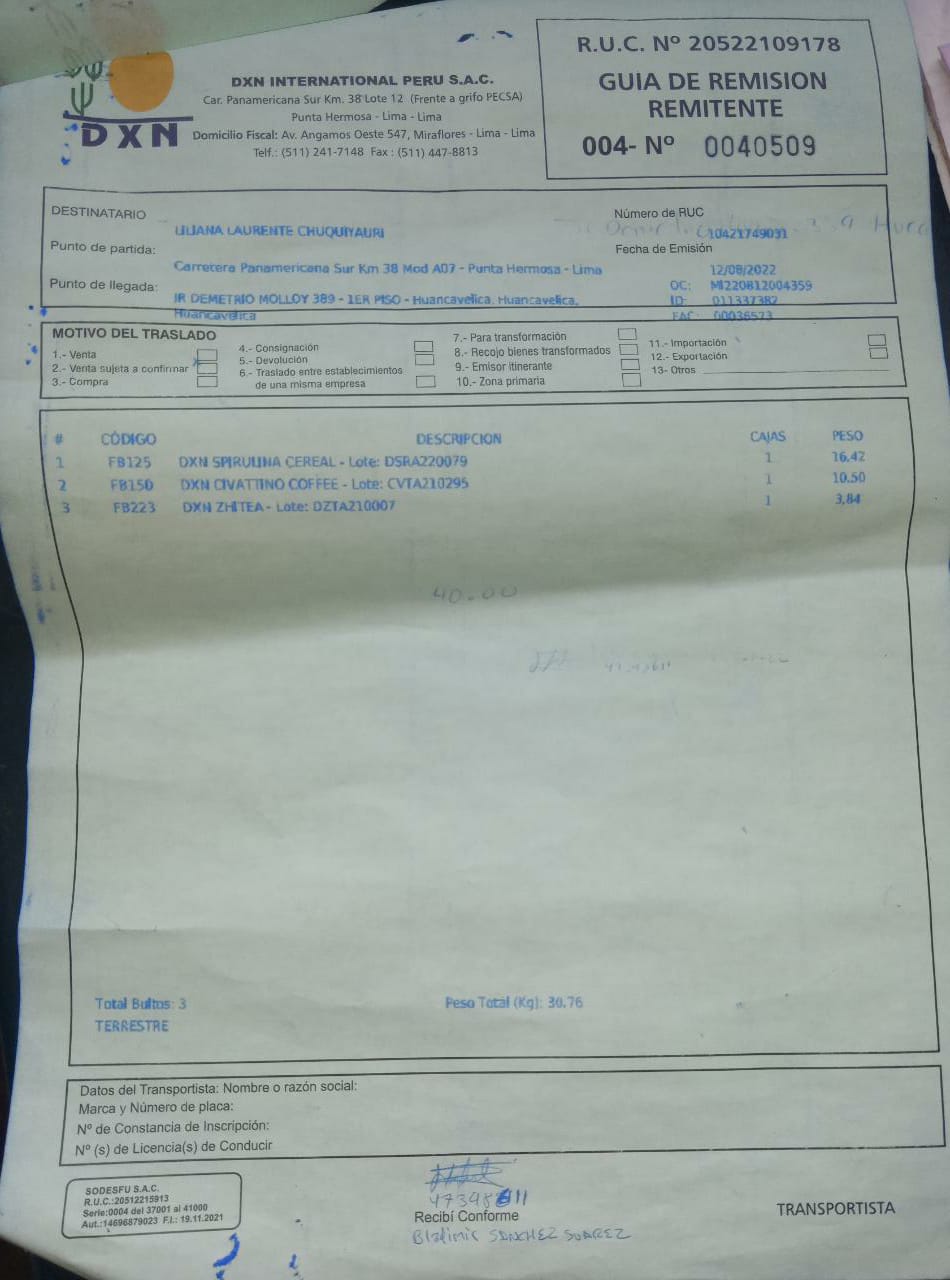 DXN
DXN INTERNATIONAL PERU S.A.C.
Car. Panamericana Sur Km. 38 Lote 12 (Frente a grifo PECSA)
Punta Hermosa - Lima - Lima
Domicilio Fiscal: Av. Angamos Oeste 547, Miraflores - Lima - Lima
Telf.: (511) 241-7148 Fax : (511) 447-8813
R.U.C. Nº 20522109178
GUIA DE REMISION
REMITENTE
004- Nº 0040509
DESTINATARIO
LILIANA LAURENTE CHUQUIYAURI
Número de RUC
10421749031
Punto de partida:
Carretera Panamericana Sur Km 38 Mod A07 - Punta Hermosa - Lima
Fecha de Emisión
12/08/2022
Punto de llegada:
JR DEMETRIO MOLLOY 389 - 1ER PISO - Huancavelica, Huancavelica,
Huancavelica
OC: MI220812004359
ID: 011337382
FAC: 00036573
MOTIVO DEL TRASLADO
1.- Venta
2.- Venta sujeta a confirmar
3.- Compra
4.- Consignación
5.- Devolución
6.- Traslado entre establecimientos
de una misma empresa
7.- Para transformación
8.- Recojo bienes transformados
9.- Emisor itinerante
10.- Zona primaria
11.- Importación
12.- Exportación
13- Otros
# CÓDIGO DESCRIPCION CAJAS PESO
1 FB125 DXN SPIRULINA CEREAL - Lote: DSRA220079 1 16.42
2 FB150 DXN CIVATTINO COFFEE - Lote: CVTA210295 1 10.50
3 FB223 DXN ZHITEA - Lote: DZTA210007 1 3,84
40.00
Total Bultos: 3 Peso Total (Kg): 30.76
TERRESTRE
Datos del Transportista: Nombre o razón social:
Marca y Número de placa:
Nº de Constancia de Inscripción:
Nº (s) de Licencia(s) de Conducir
SODESFU S.A.C.
R.U.C.:20512215913
Serie:0004 del 37001 al 41000
Aut.:14696879023 F.I.: 19.11.2021
Recibí Conforme
SANCHEZ SUAREZ
TRANSPORTISTA